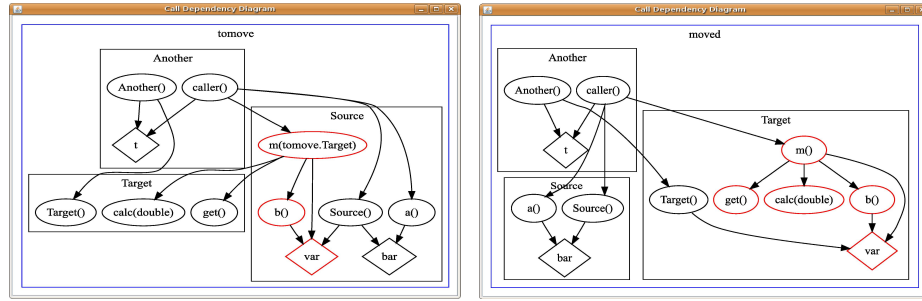 Call Dependency Diagram
tomove
Another
Another()
caller()
t
Source
m(tomove.Target)
Target
Target()
calc(double)
get()
b()
Source()
a()
var
bar
Call Dependency Diagram
moved
Another
Another()
caller()
t
Target
m()
Source
a()
Source()
bar
Target()
get()
calc(double)
b()
var